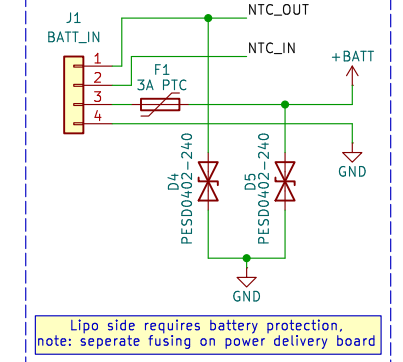 J1
BATT_IN
1
2
3
4
NTC_OUT
NTC_IN
F1
3A PTC
+BATT
GND
D4
PESD0402-240
D5
PESD0402-240
GND
Lipo side requires battery protection,
note: seperate fusing on power delivery board